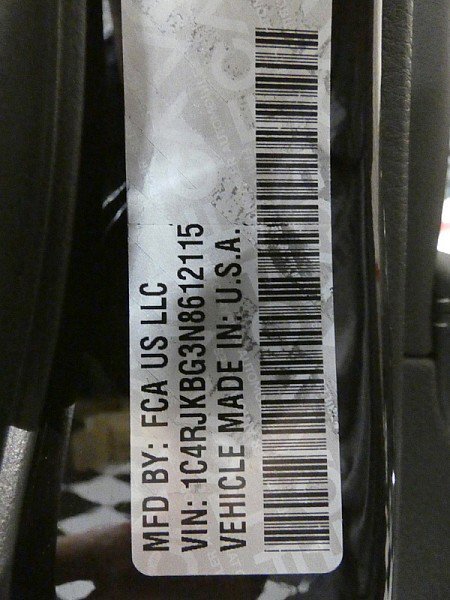 MFD BY: FCA US LLC
VIN: 1C4RJKBG3N8612115
VEHICLE MADE IN: U.S.A.